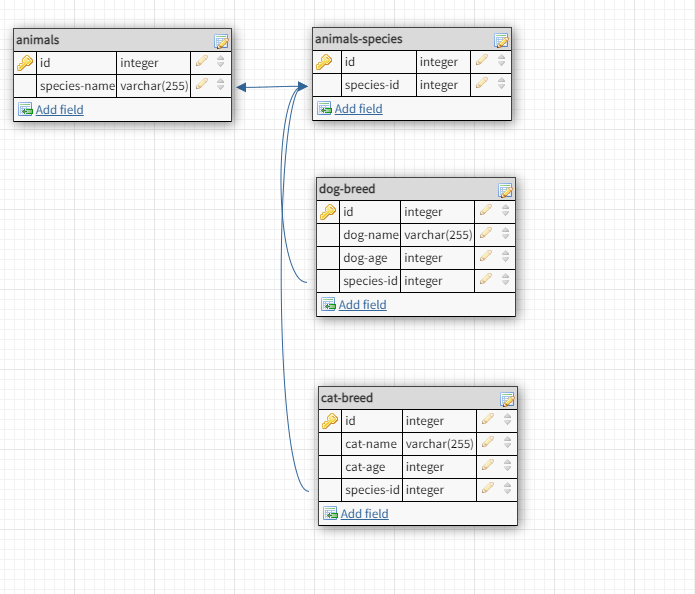 animals
id integer
species-name varchar(255)
Add field
animals-species
id integer
species-id integer
Add field
dog-breed
id integer
dog-name varchar(255)
dog-age integer
species-id integer
Add field
cat-breed
id integer
cat-name varchar(255)
cat-age integer
species-id integer
Add field